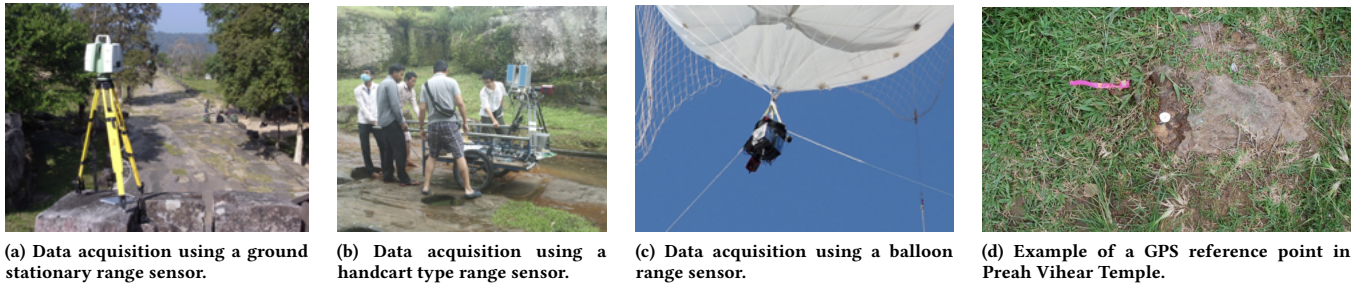 (a) Data acquisition using a ground
stationary range sensor.
(b) Data acquisition using a
handcart type range sensor.
(c) Data acquisition using a balloon
range sensor.
(d) Example of a GPS reference point in
Preah Vihear Temple.